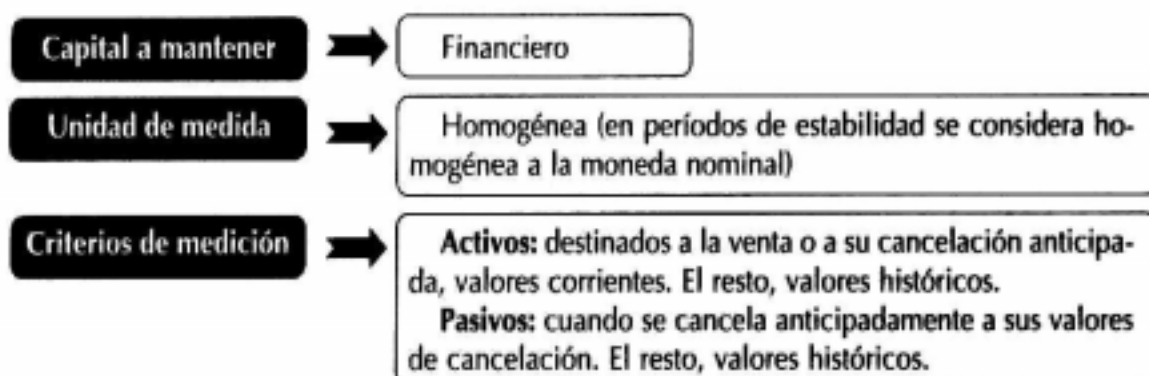 Capital a mantener
Financiero
Unidad de medida
Homogénea (en períodos de estabilidad se considera ho-
mogénea a la moneda nominal)
Criterios de medición
Activos: destinados a la venta o a su cancelación anticipa-
da, valores corrientes. El resto, valores históricos.
Pasivos: cuando se cancela anticipadamente a sus valores
de cancelación. El resto, valores históricos.